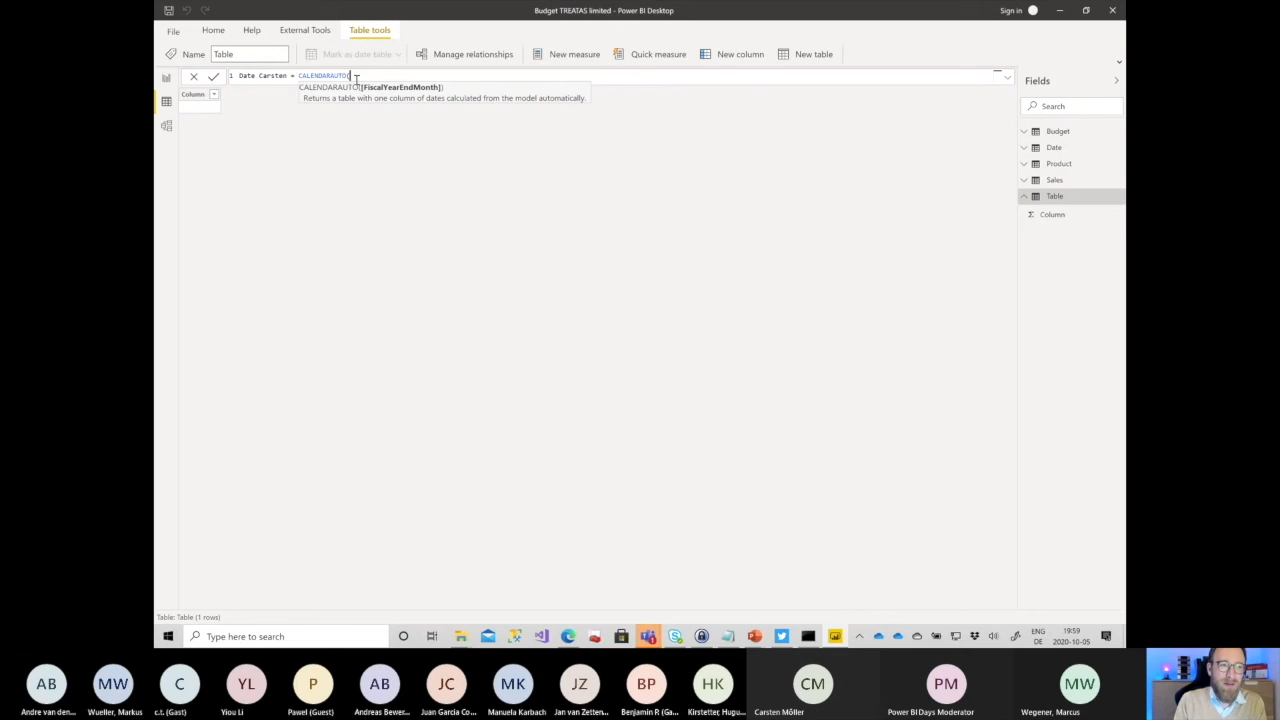 Budget TREATAS limited - Power BI Desktop
Sign in
File
Home
Help
External Tools
Table tools
Name
Table
Mark as date table
Manage relationships
New measure
Quick measure
New column
New table
1 Date Carsten = CALENDARAUTO(
CALENDARAUTO([FiscalYearEndMonth])
Returns a table with one column of dates calculated from the model automatically.
Column
Fields
Search
Budget
Date
Product
Sales
Table
Σ Column
Table: Table (1 rows)
Type here to search
ENG
DE
19:59
2020-10-05
AB
MW
C
YL
P
AB
JC
MK
JZ
BP
HK
CM
PM
MW
Andre van den...
Wueller, Markus
c.t. (Gast)
Yiou Li
Pawel (Guest)
Andreas Bewer...
Juan Garcia Co...
Manuela Karbach
Jan van Zetten...
Benjamin R (Ga...
Kirstetter, Hugu...
Carsten Möller
Power BI Days Moderator
Wegener, Marcus